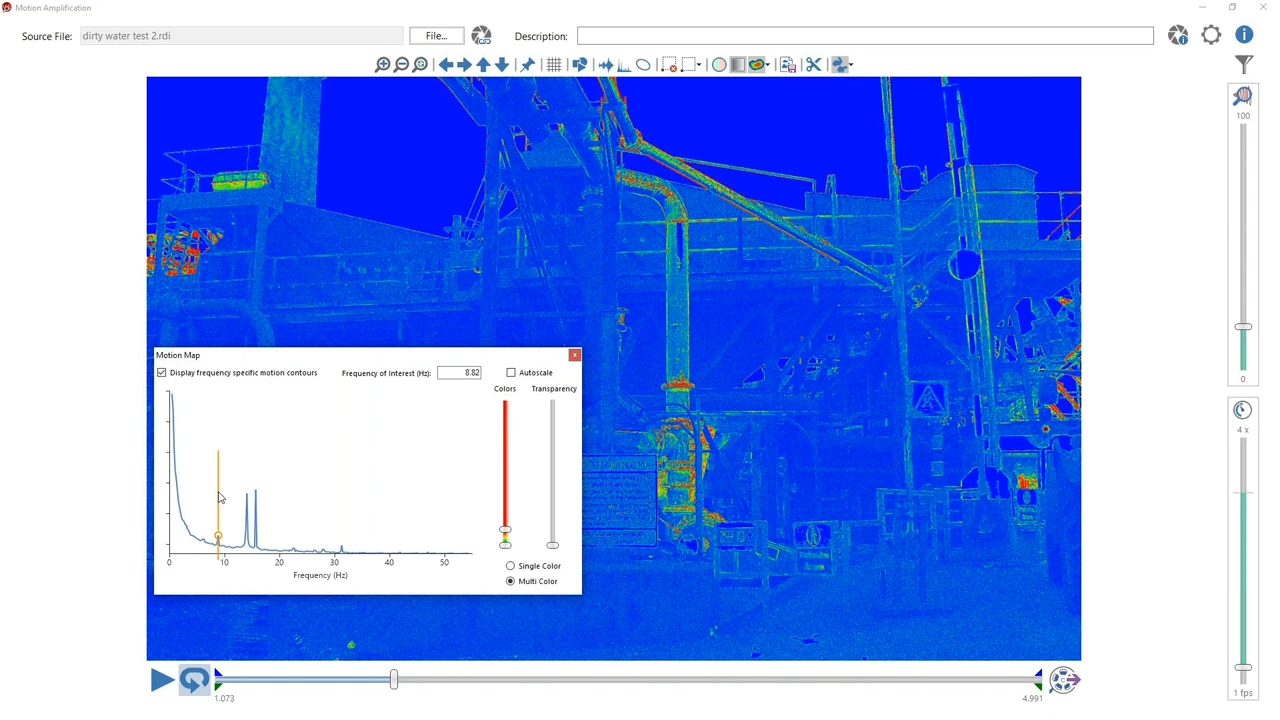 Motion Amplification
Source File: dirty water test 2.rdi File... Description:
100
0
4 x
1 fps
Motion Map x
Display frequency specific motion contours Frequency of Interest (Hz): 8.82 Autoscale
Colors Transparency
0 10 20 30 40 50
Frequency (Hz)
Single Color
Multi Color
1.073 4.991